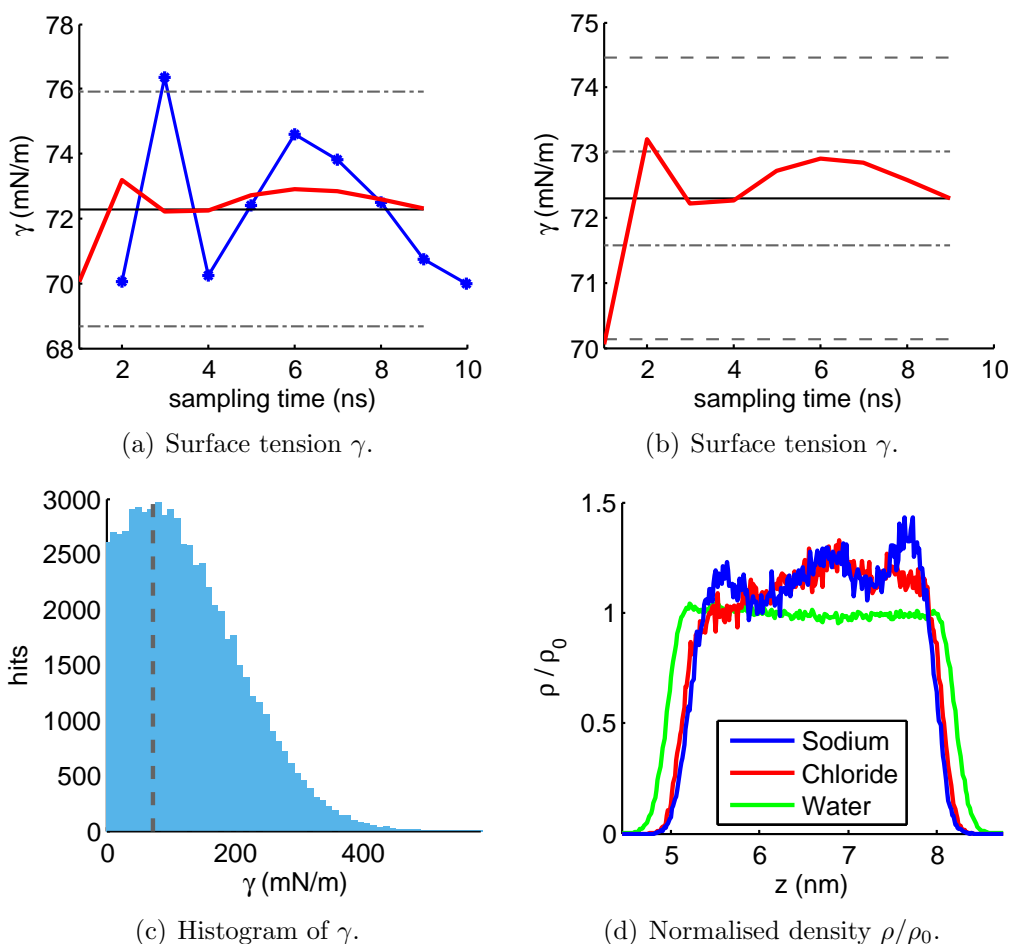 78
76
74
72
70
68
γ (mN/m)
2 4 6 8 10
sampling time (ns)
(a) Surface tension γ.
75
74
73
72
71
70
γ (mN/m)
2 4 6 8 10
sampling time (ns)
(b) Surface tension γ.
3000
2500
2000
1500
1000
500
0
hits
0 200 400
γ (mN/m)
(c) Histogram of γ.
1.5
1
0.5
0
ρ / ρ0
Sodium
Chloride
Water
5 6 7 8
z (nm)
(d) Normalised density ρ/ρ0.